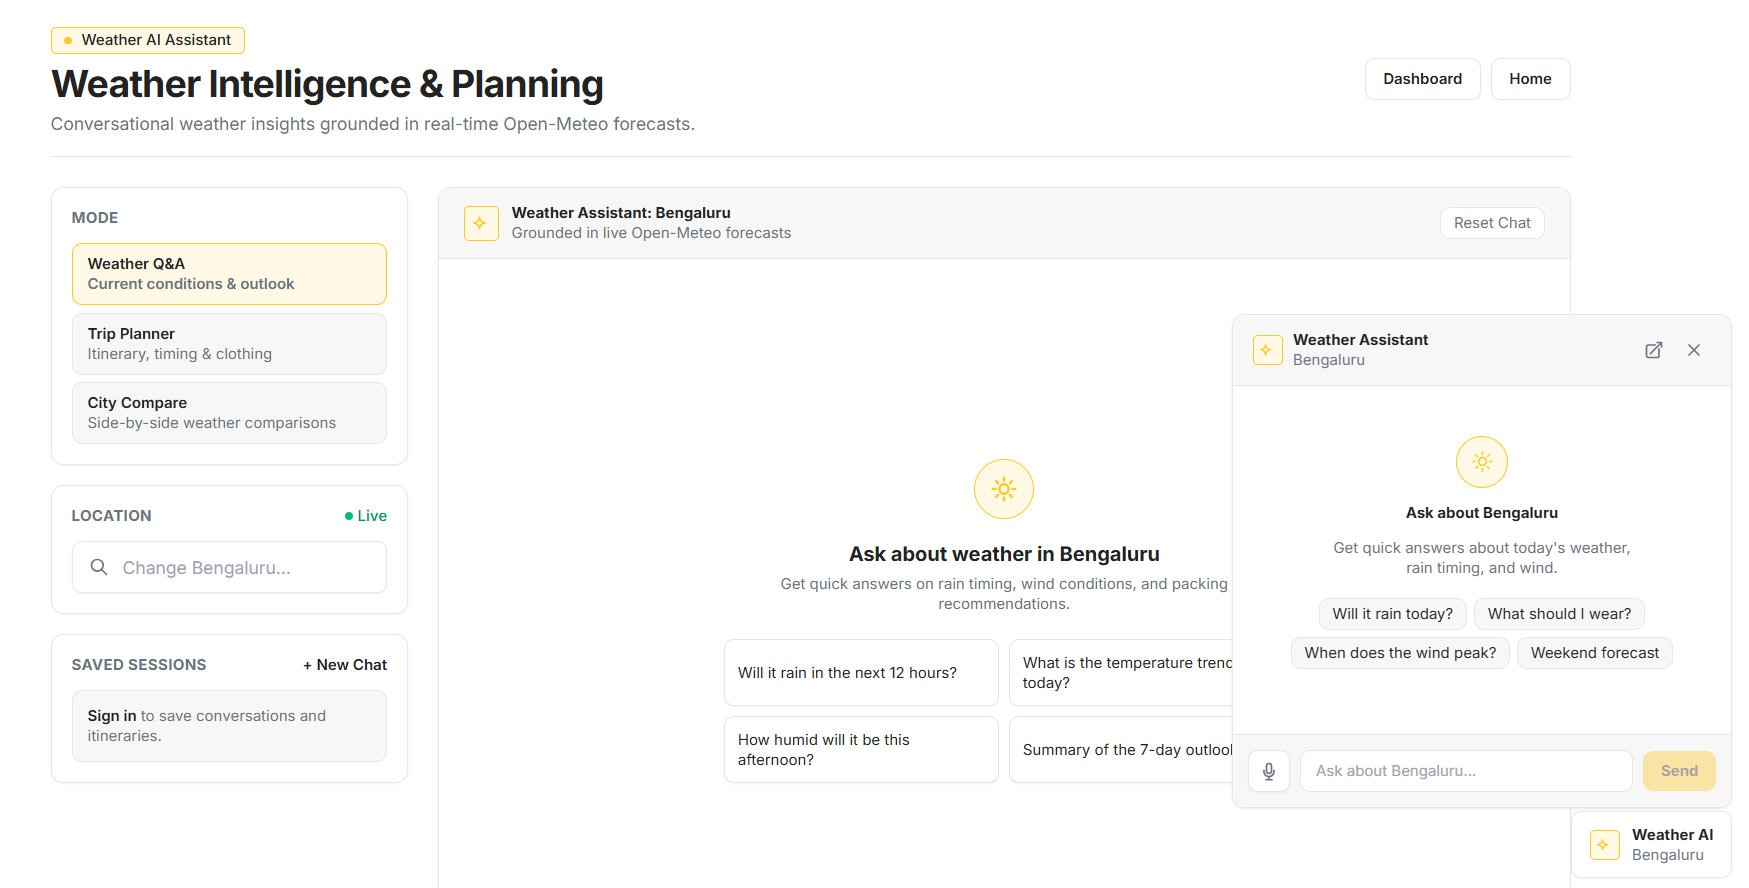 Weather AI Assistant
Weather Intelligence & Planning
Conversational weather insights grounded in real-time Open-Meteo forecasts.
Dashboard
Home
MODE
Weather Q&A
Current conditions & outlook
Trip Planner
Itinerary, timing & clothing
City Compare
Side-by-side weather comparisons
LOCATION
Live
Change Bengaluru...
SAVED SESSIONS
+ New Chat
Sign in to save conversations and
itineraries.
Weather Assistant: Bengaluru
Grounded in live Open-Meteo forecasts
Reset Chat
Ask about weather in Bengaluru
Get quick answers on rain timing, wind conditions, and packing
recommendations.
Will it rain in the next 12 hours?
What is the temperature trend
today?
How humid will it be this
afternoon?
Summary of the 7-day outlook
Weather Assistant
Bengaluru
Ask about Bengaluru
Get quick answers about today's weather,
rain timing, and wind.
Will it rain today?
What should I wear?
When does the wind peak?
Weekend forecast
Ask about Bengaluru...
Send
Weather AI
Bengaluru